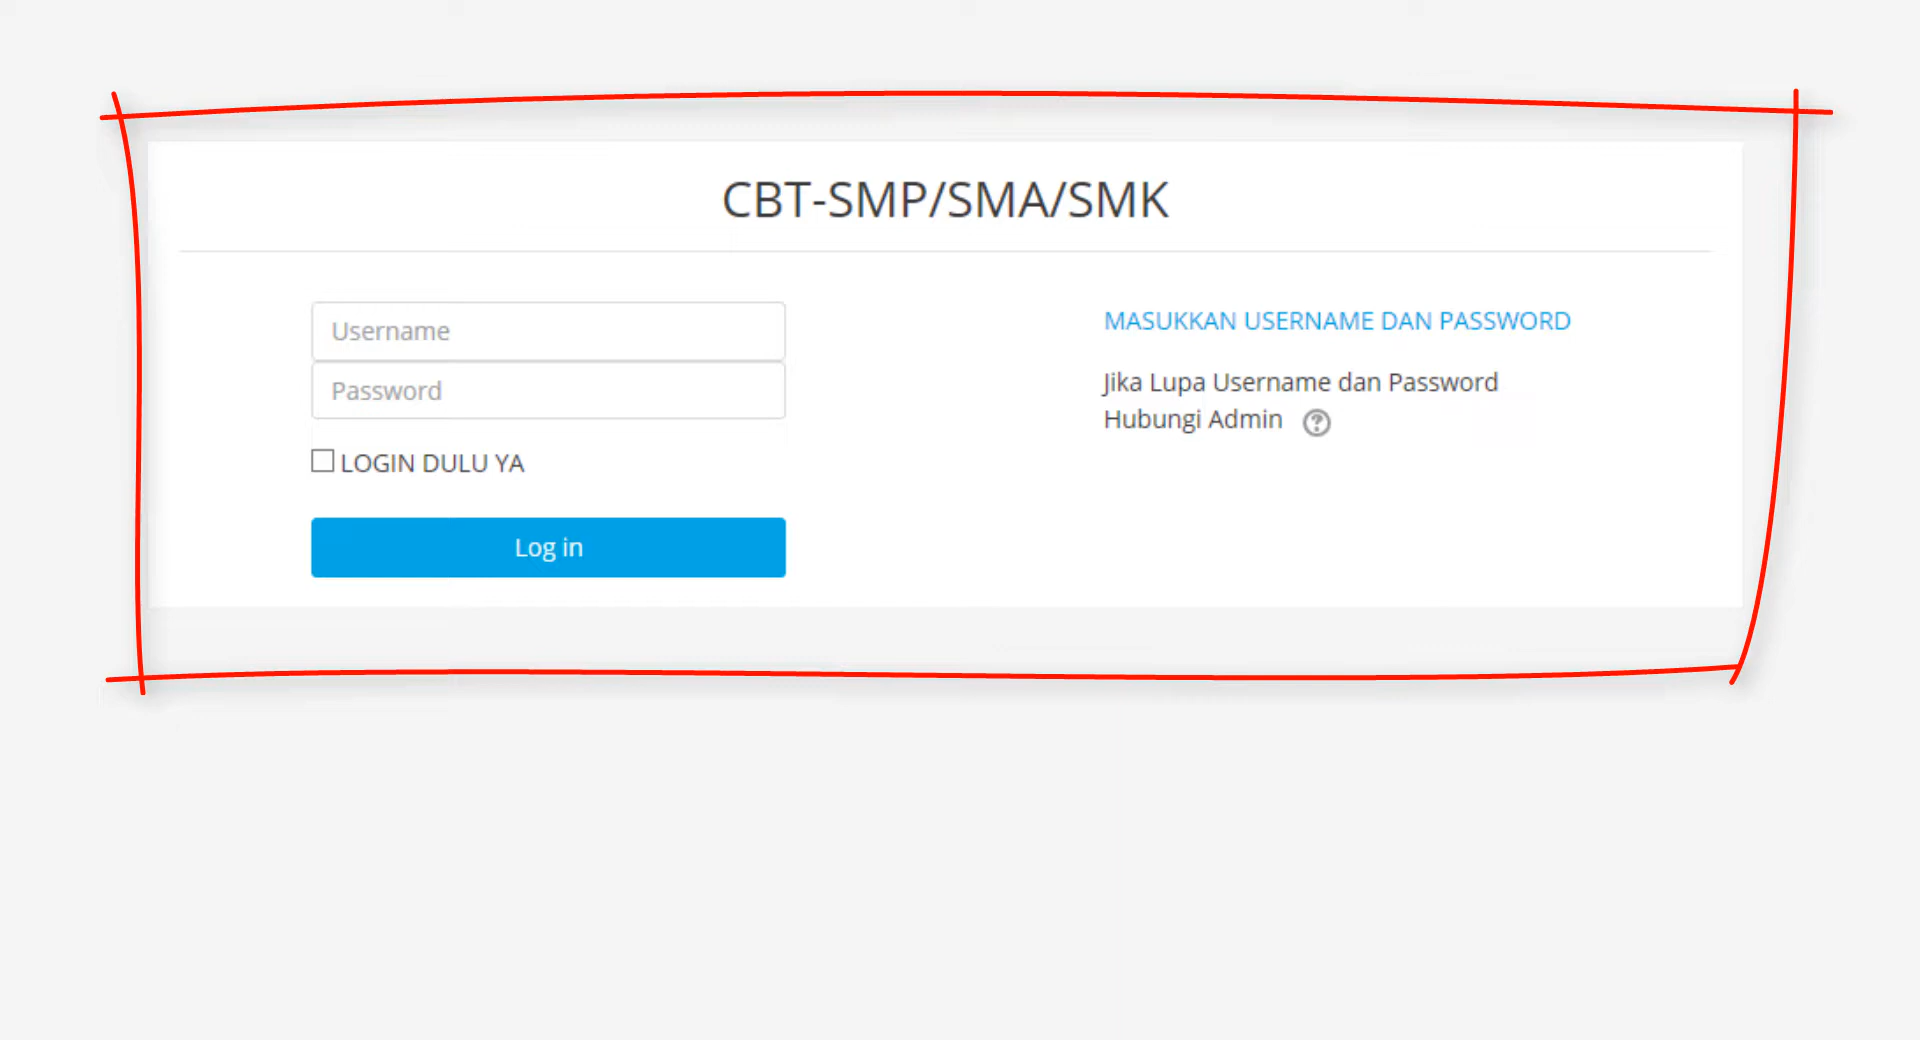 CBT-SMP/SMA/SMK
Username
Password
LOGIN DULU YA
Log in
MASUKKAN USERNAME DAN PASSWORD
Jika Lupa Username dan Password
Hubungi Admin ?